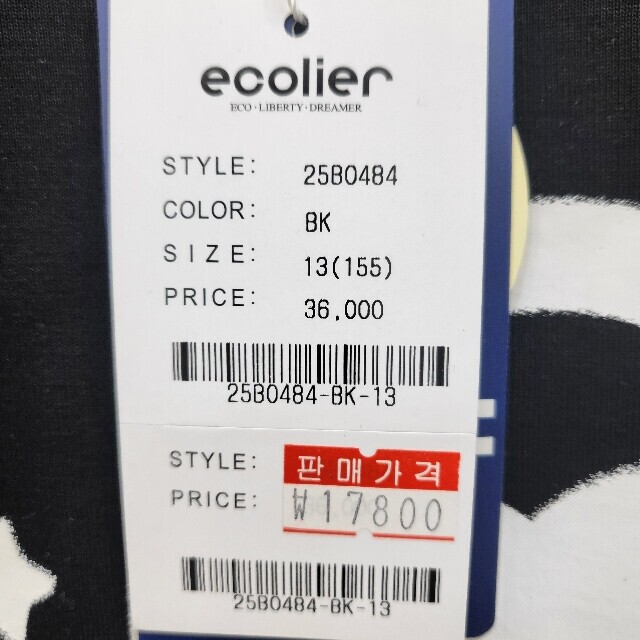 ecolier
ECO·LIBERTY·DREAMER
STYLE: 25B0484
COLOR: BK
SIZE: 13(155)
PRICE: 36,000
25B0484-BK-13
STYLE: 판매가격
PRICE: ₩17800
25B0484-BK-13